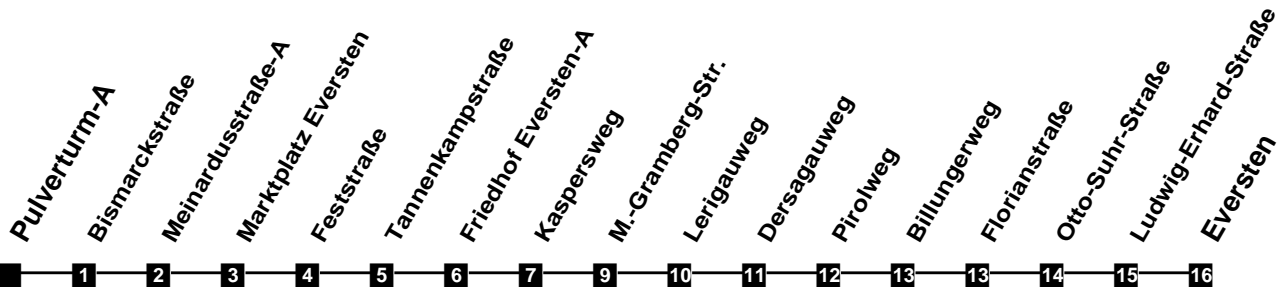 Pulverturm-A
Bismarckstraße
Meinardusstraße-A
Marktplatz Eversten
Feststraße
Tannenkampstraße
Friedhof Eversten-A
Kaspersweg
M.-Gramberg-Str.
Lerigauweg
Dersagauweg
Pirolweg
Billungerweg
Florianstraße
Otto-Suhr-Straße
Ludwig-Erhard-Straße
Eversten
1 2 3 4 5 6 7 9 10 11 12 13 13 14 15 16